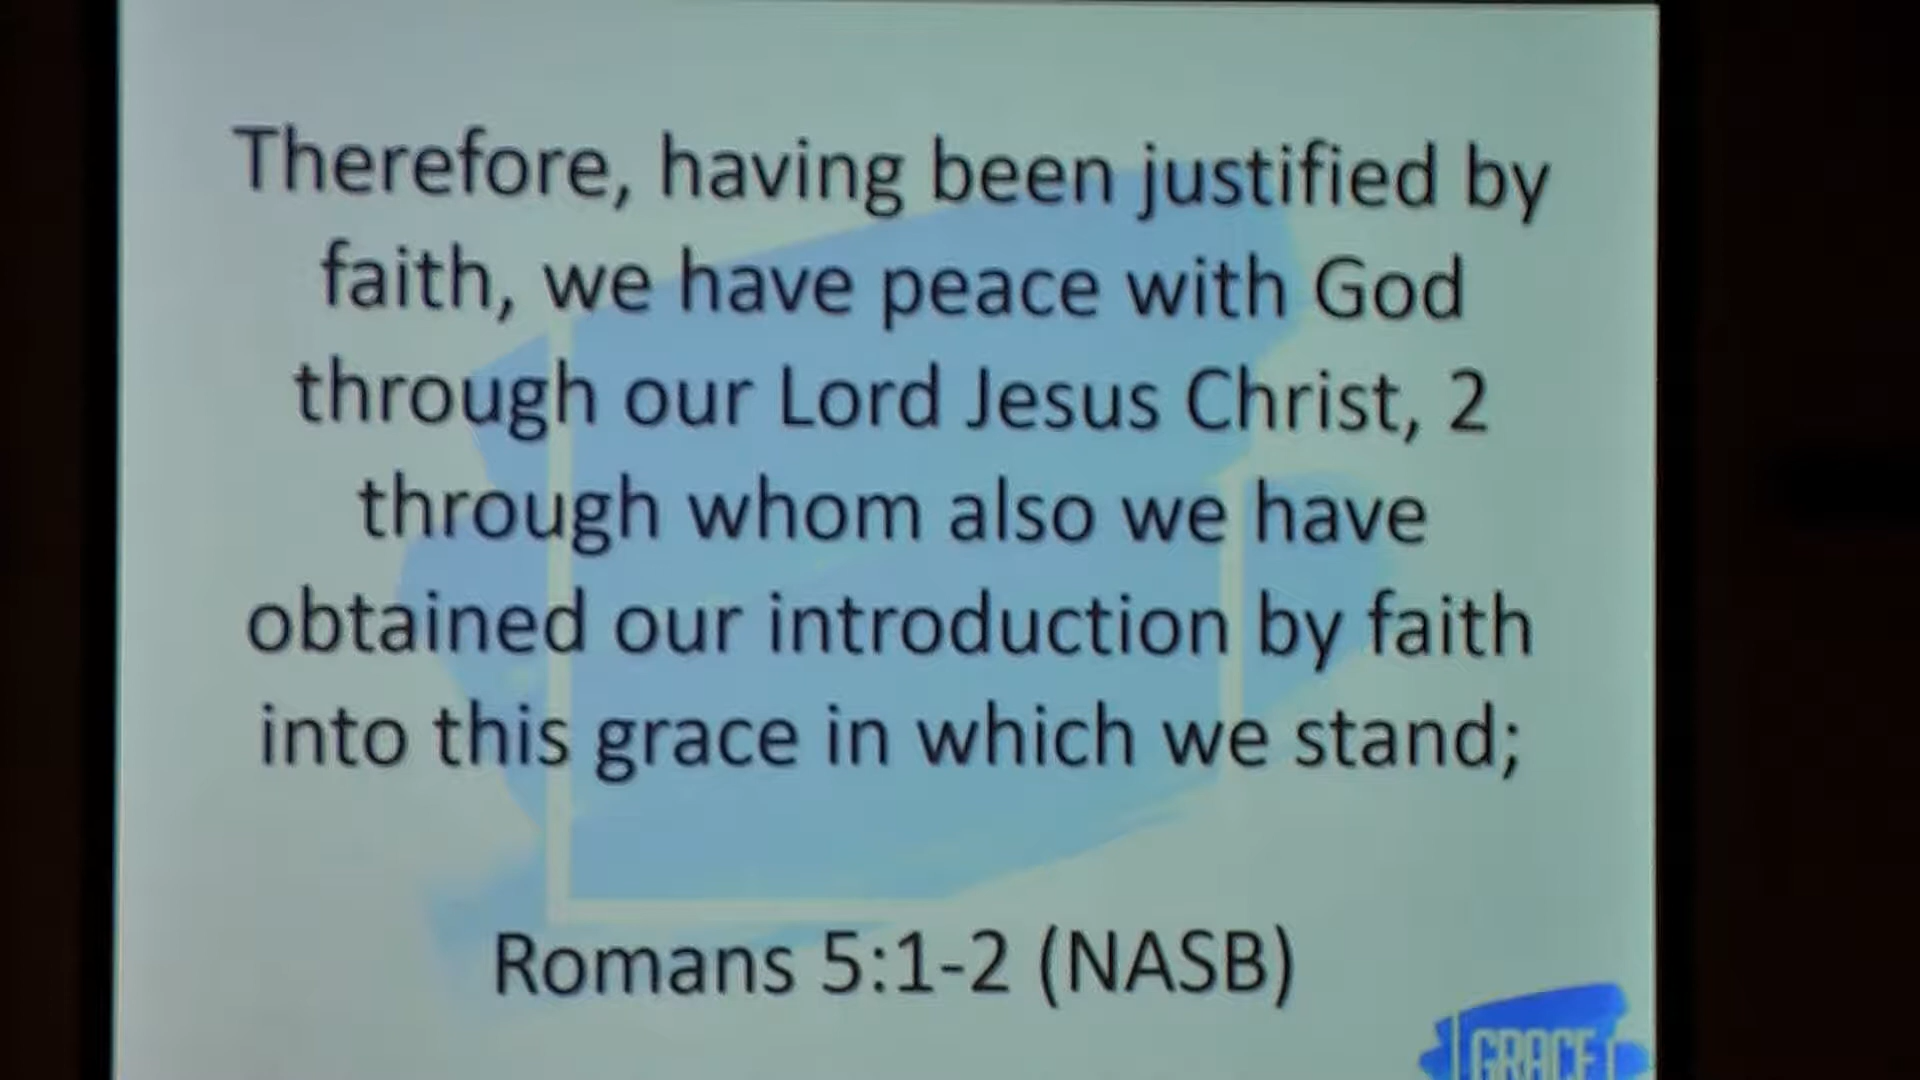 Therefore, having been justified by
faith, we have peace with God
through our Lord Jesus Christ, 2
through whom also we have
obtained our introduction by faith
into this grace in which we stand;
Romans 5:1-2 (NASB)
GRACE